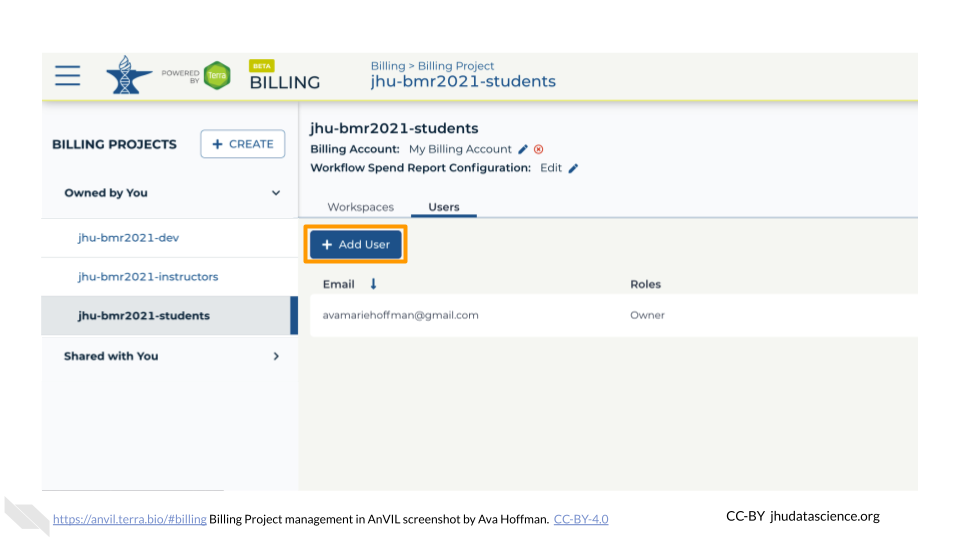 POWERED BY Terra
BETA
BILLING
Billing > Billing Project
jhu-bmr2021-students
BILLING PROJECTS
+ CREATE
Owned by You
jhu-bmr2021-dev
jhu-bmr2021-instructors
jhu-bmr2021-students
Shared with You
jhu-bmr2021-students
Billing Account: My Billing Account
Workflow Spend Report Configuration: Edit
Workspaces Users
+ Add User
Email ↓ Roles
avamariehoffman@gmail.com Owner
https://anvil.terra.bio/#billing Billing Project management in AnVIL screenshot by Ava Hoffman. CC-BY-4.0
CC-BY jhudatascience.org